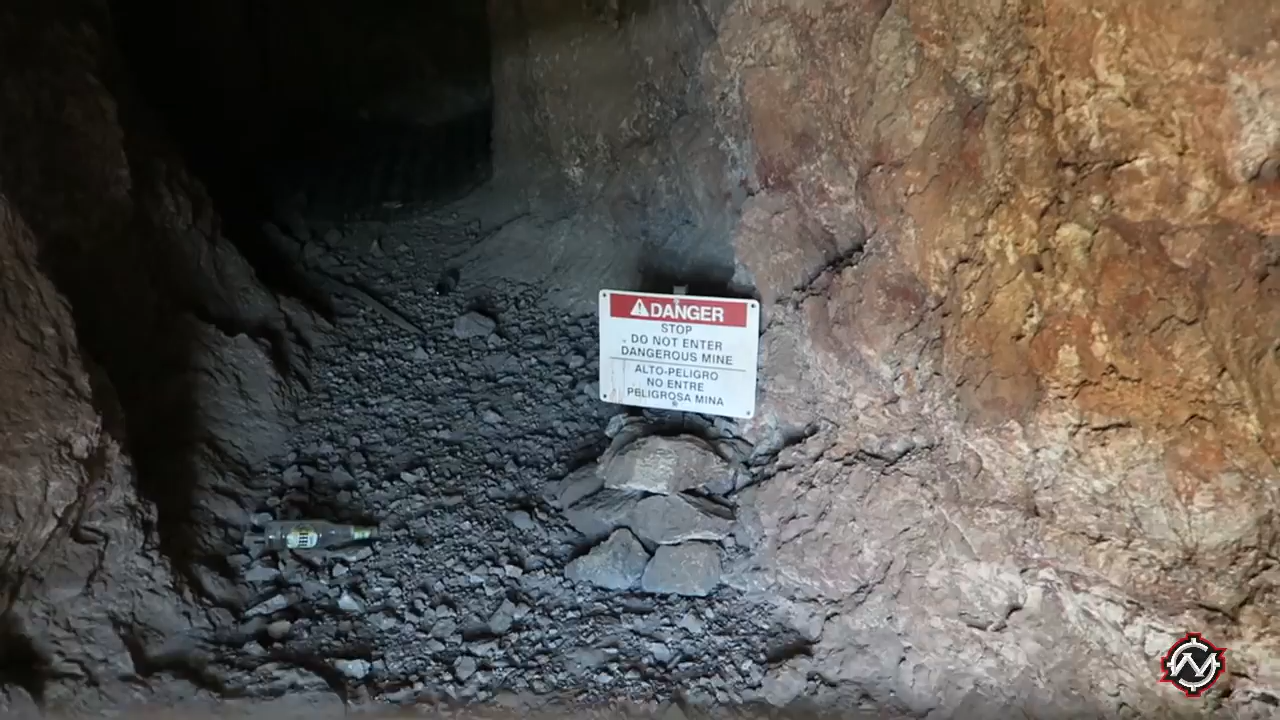 DANGER
STOP
DO NOT ENTER
DANGEROUS MINE
ALTO-PELIGRO
NO ENTRE
PELIGROSA MINA